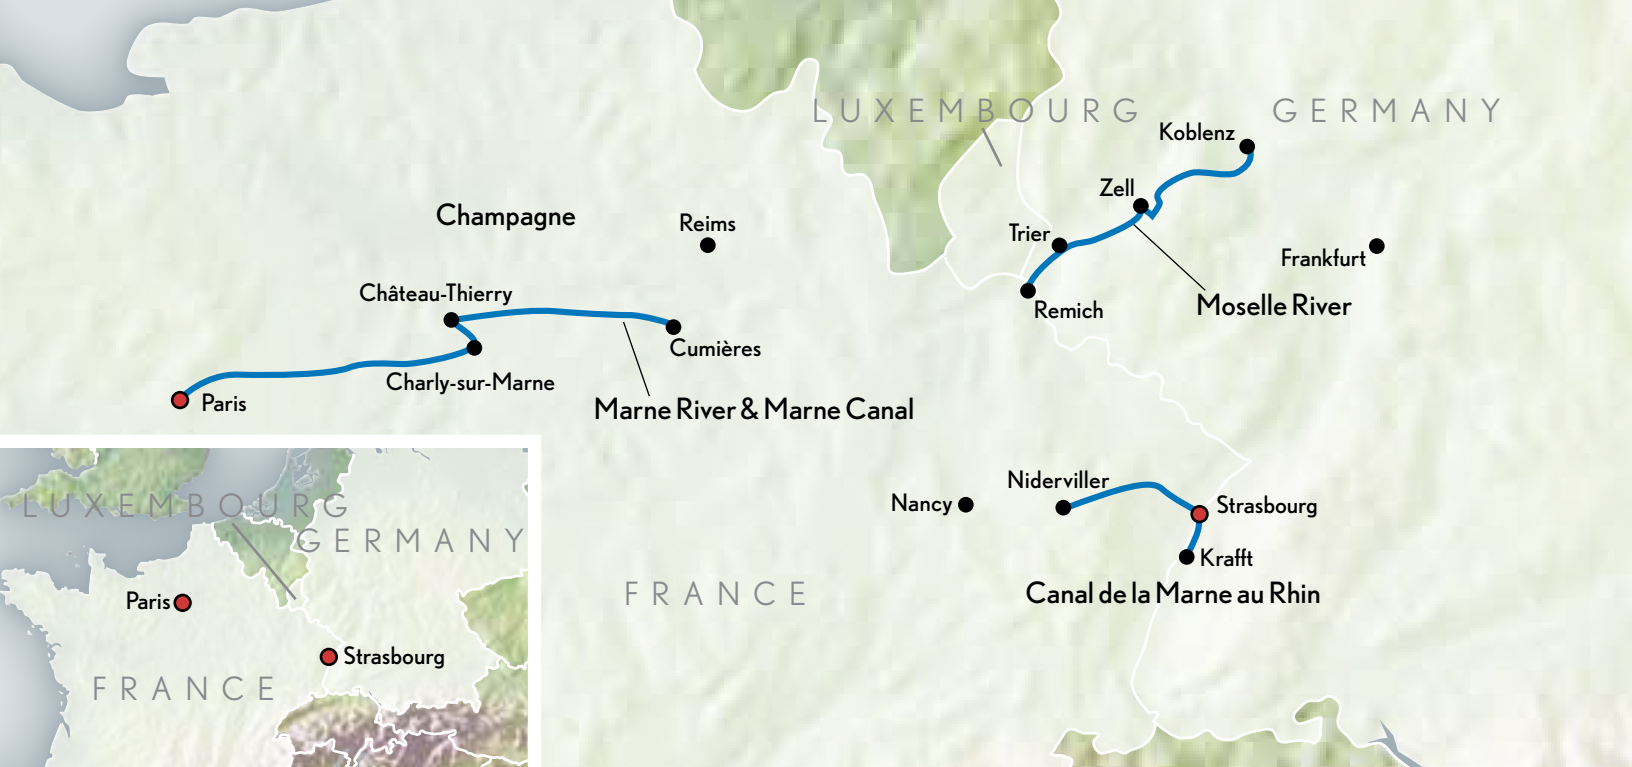 LUXEMBOURG
GERMANY
Koblenz
Zell
Champagne
Reims
Trier
Frankfurt
Château-Thierry
Remich
Moselle River
Cumières
Charly-sur-Marne
Paris
Marne River & Marne Canal
Niderviller
Nancy
Strasbourg
Krafft
FRANCE
Canal de la Marne au Rhin
LUXEMBOURG
GERMANY
Paris
Strasbourg
FRANCE